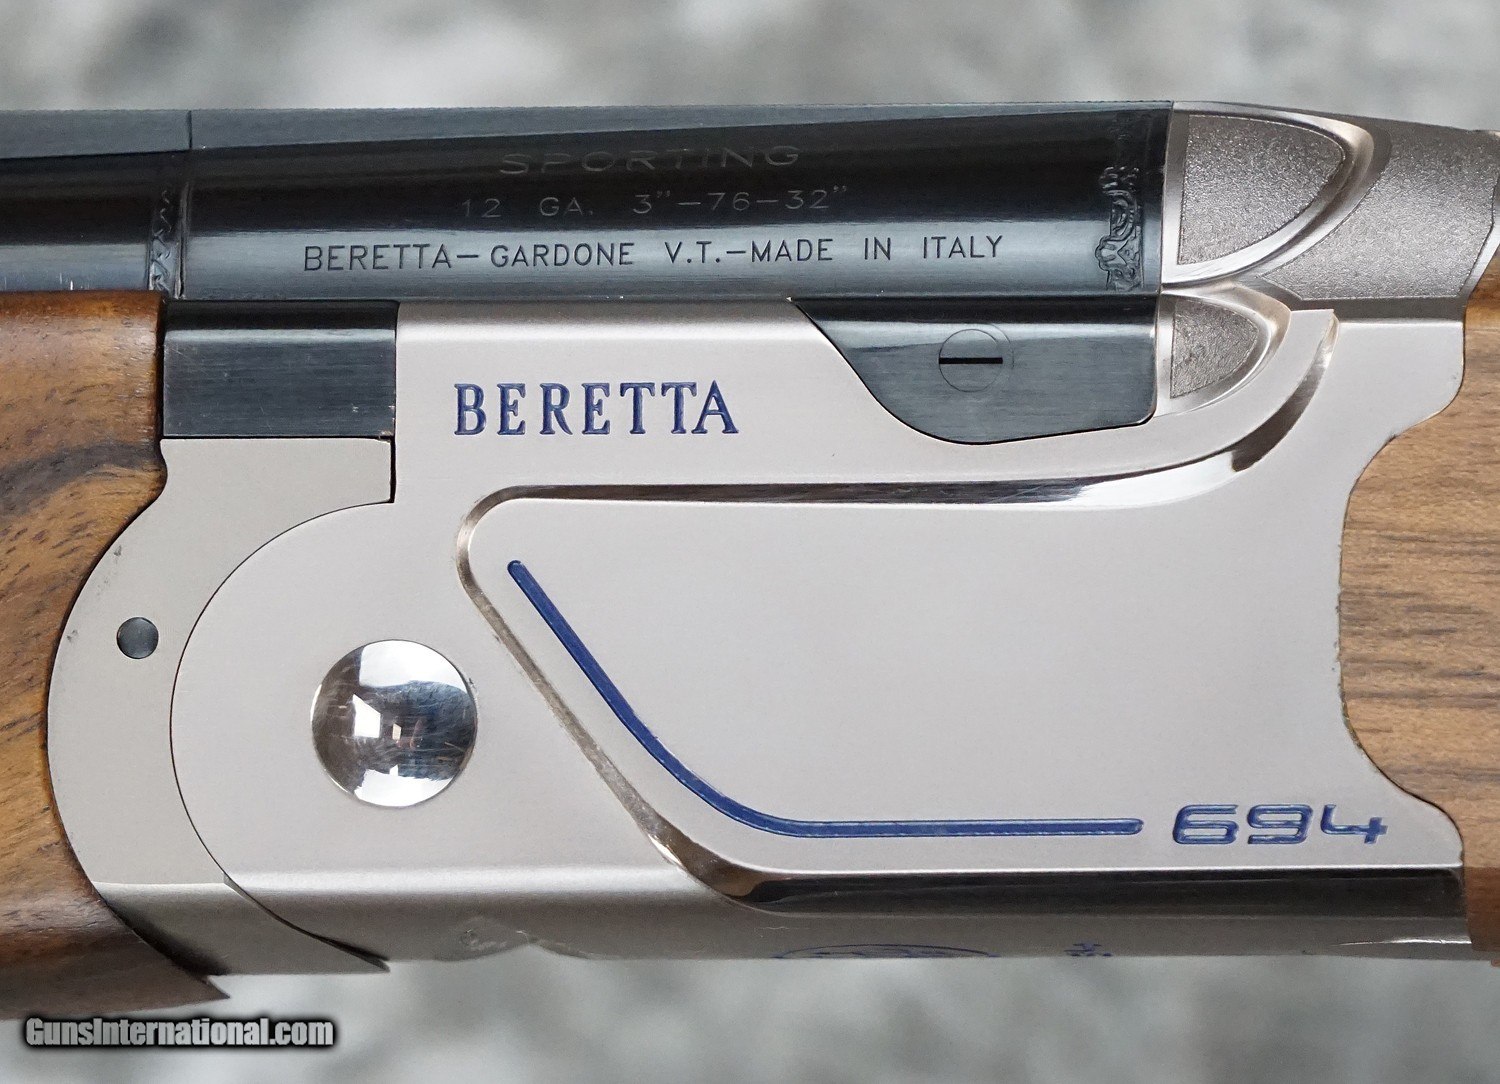 SPORTING
12 GA. 3"-76-32"
BERETTA-GARDONE V.T.-MADE IN ITALY
BERETTA
694
GunsInternational.com